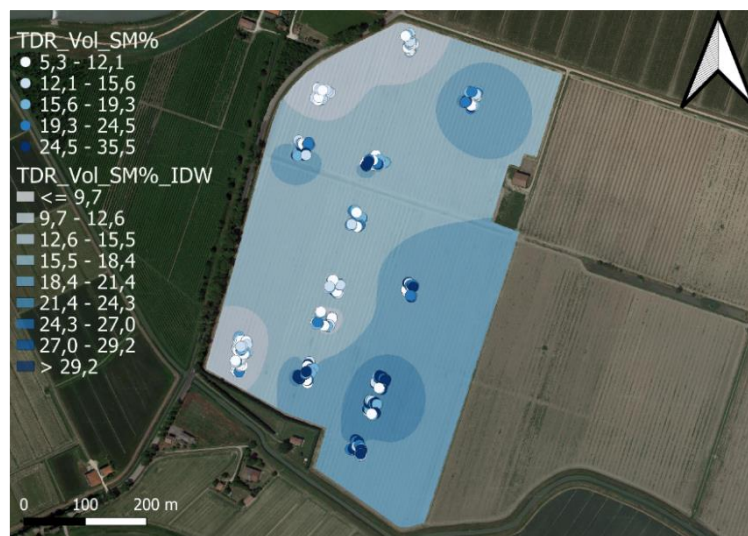 TDR_Vol_SM%
5,3 - 12,1
12,1 - 15,6
15,6 - 19,3
19,3 - 24,5
24,5 - 35,5
TDR_Vol_SM%_IDW
<= 9,7
9,7 - 12,6
12,6 - 15,5
15,5 - 18,4
18,4 - 21,4
21,4 - 24,3
24,3 - 27,0
27,0 - 29,2
> 29,2
0 100 200 m